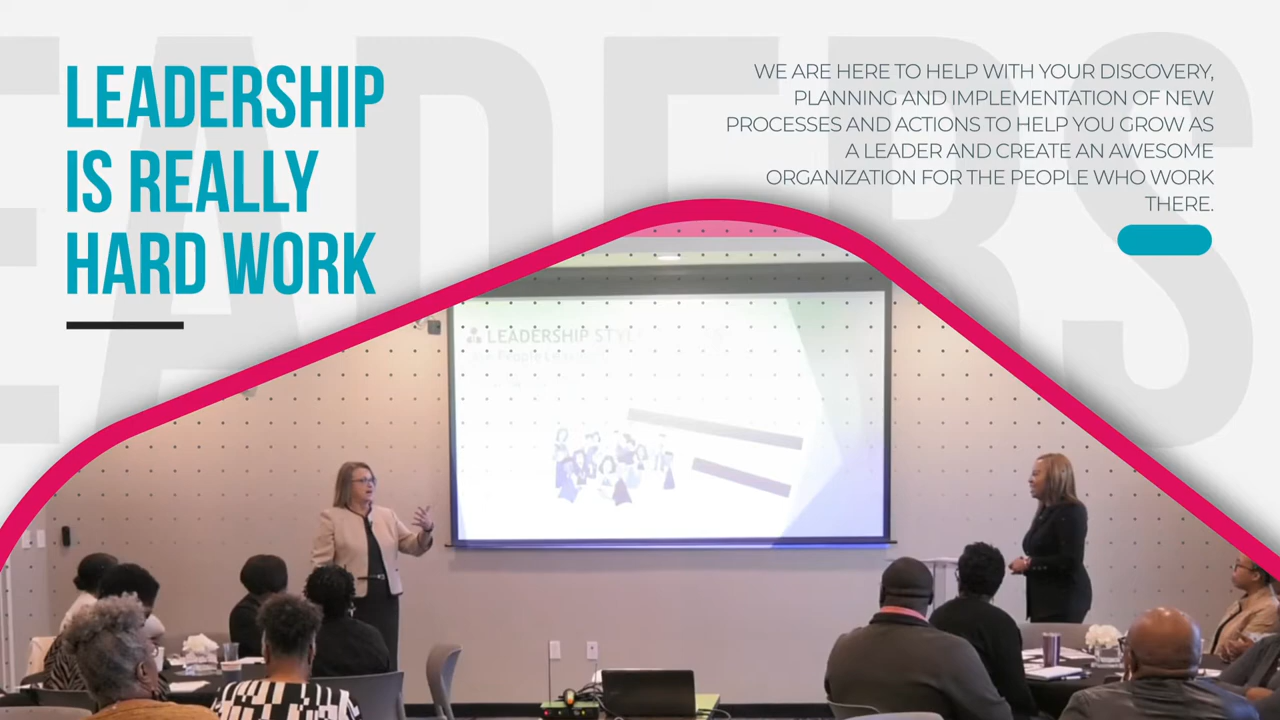 LEADERSHIP
IS REALLY
HARD WORK
WE ARE HERE TO HELP WITH YOUR DISCOVERY,
PLANNING AND IMPLEMENTATION OF NEW
PROCESSES AND ACTIONS TO HELP YOU GROW AS
A LEADER AND CREATE AN AWESOME
ORGANIZATION FOR THE PEOPLE WHO WORK
THERE.
EADERS
LEADERSHIP